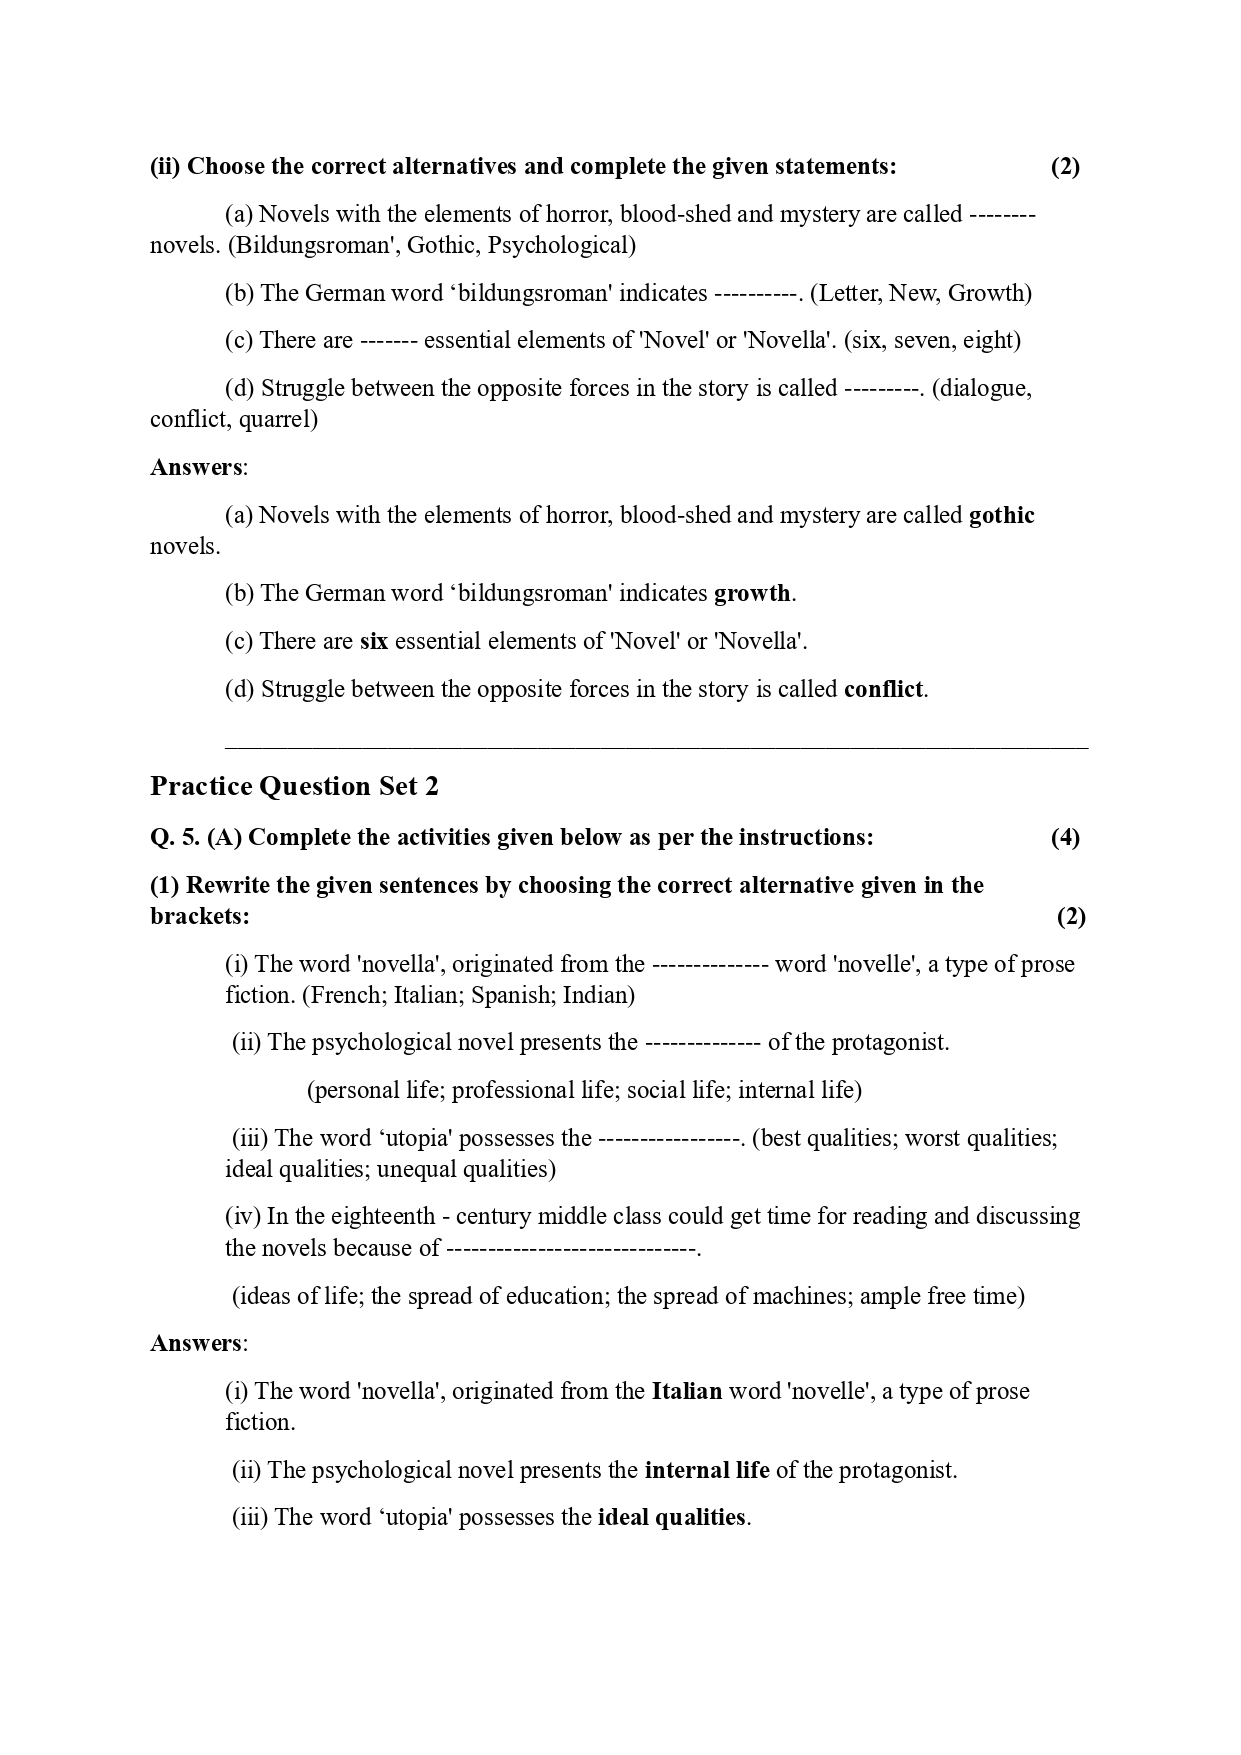 (ii) Choose the correct alternatives and complete the given statements: (2)
(a) Novels with the elements of horror, blood-shed and mystery are called --------
novels. (Bildungsroman', Gothic, Psychological)
(b) The German word ‘bildungsroman' indicates ----------. (Letter, New, Growth)
(c) There are ------- essential elements of 'Novel' or 'Novella'. (six, seven, eight)
(d) Struggle between the opposite forces in the story is called ---------. (dialogue,
conflict, quarrel)
Answers:
(a) Novels with the elements of horror, blood-shed and mystery are called gothic
novels.
(b) The German word ‘bildungsroman' indicates growth.
(c) There are six essential elements of 'Novel' or 'Novella'.
(d) Struggle between the opposite forces in the story is called conflict.
Practice Question Set 2
Q. 5. (A) Complete the activities given below as per the instructions: (4)
(1) Rewrite the given sentences by choosing the correct alternative given in the
brackets: (2)
(i) The word 'novella', originated from the -------------- word 'novelle', a type of prose
fiction. (French; Italian; Spanish; Indian)
(ii) The psychological novel presents the -------------- of the protagonist.
(personal life; professional life; social life; internal life)
(iii) The word ‘utopia' possesses the -----------------. (best qualities; worst qualities;
ideal qualities; unequal qualities)
(iv) In the eighteenth - century middle class could get time for reading and discussing
the novels because of ------------------------------.
(ideas of life; the spread of education; the spread of machines; ample free time)
Answers:
(i) The word 'novella', originated from the Italian word 'novelle', a type of prose
fiction.
(ii) The psychological novel presents the internal life of the protagonist.
(iii) The word ‘utopia' possesses the ideal qualities.